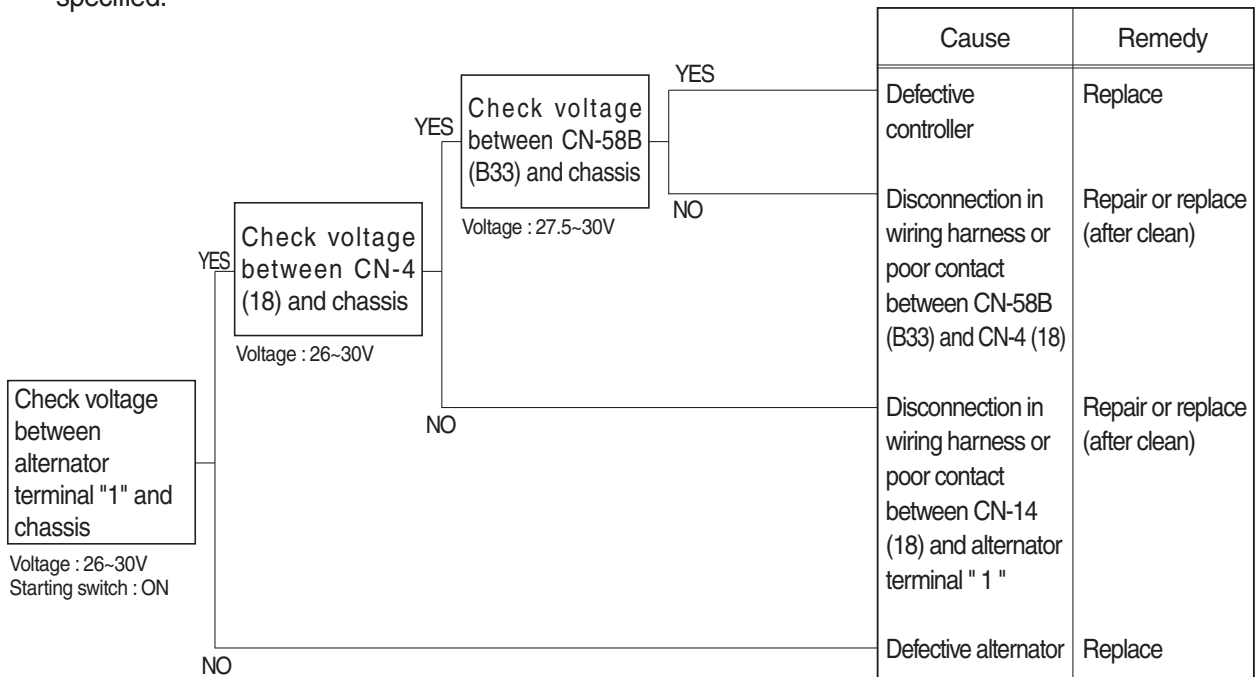 specified.
Check voltage
between
alternator
terminal "1" and
chassis
Voltage : 26~30V
Starting switch : ON
YES
NO
Check voltage
between CN-4
(18) and chassis
Voltage : 26~30V
YES
NO
Check voltage
between CN-58B
(B33) and chassis
Voltage : 27.5~30V
YES
NO
Cause
Remedy
Defective
controller
Replace
Disconnection in
wiring harness or
poor contact
between CN-58B
(B33) and CN-4 (18)
Repair or replace
(after clean)
Disconnection in
wiring harness or
poor contact
between CN-14
(18) and alternator
terminal " 1 "
Repair or replace
(after clean)
Defective alternator
Replace